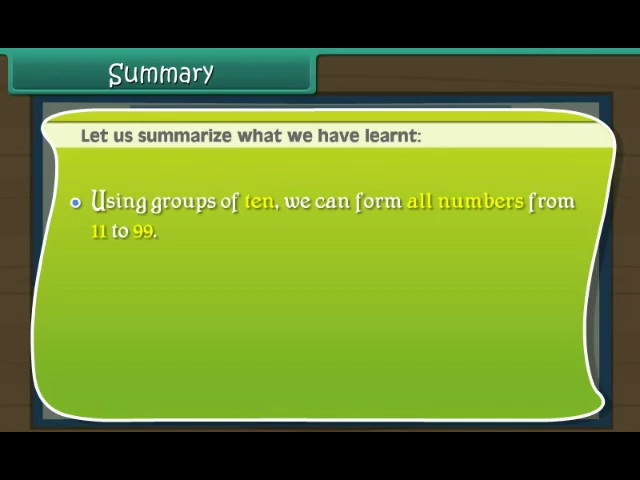 Summary
Let us summarize what we have learnt:
Using groups of ten, we can form all numbers from
11 to 99.